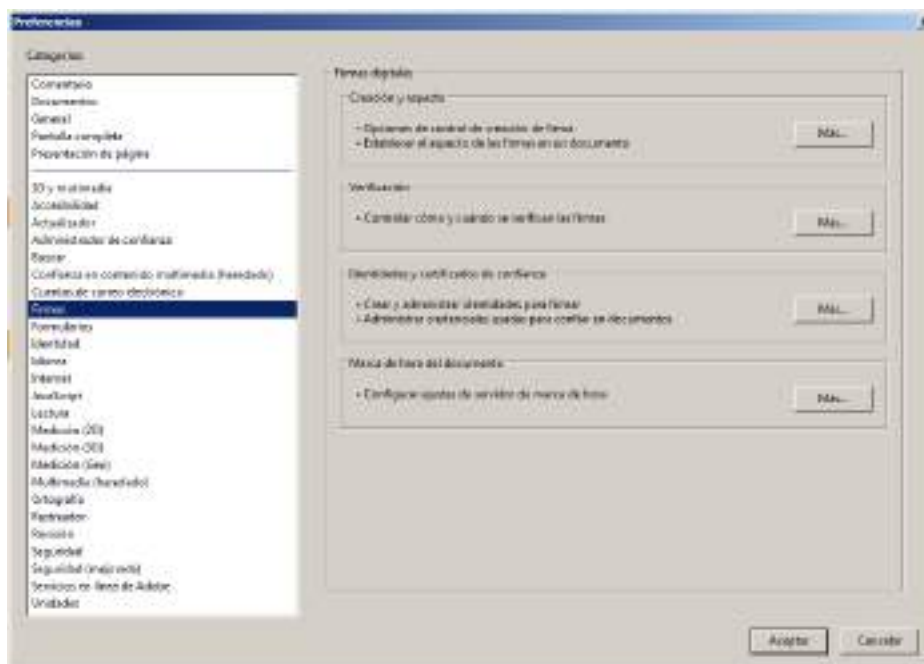 Preferencias
Categorías
Comentario
Documentos
General
Pantalla completa
Presentación de página
3D y multimedia
Accesibilidad
Actualizador
Administrador de confianza
Buscar
Confianza en contenido multimedia (heredado)
Cuentas de correo electrónico
Firmas
Formularios
Identidad
Idioma
Internet
JavaScript
Lectura
Medición (2D)
Medición (3D)
Medición (Geo)
Multimedia (heredado)
Ortografía
Rastreador
Revisión
Seguridad
Seguridad (mejorada)
Servicios en línea de Adobe
Unidades
Firmas digitales
Creación y aspecto
• Opciones de control de creación de firma
• Establecer el aspecto de las firmas en un documento
Más...
Verificación
• Controlar cómo y cuándo se verifican las firmas
Más...
Identidades y certificados de confianza
• Crear y administrar identidades para firmar
• Administrar credenciales usadas para confiar en documentos
Más...
Marca de hora del documento
• Configurar ajustes de servidor de marca de hora
Más...
Aceptar
Cancelar